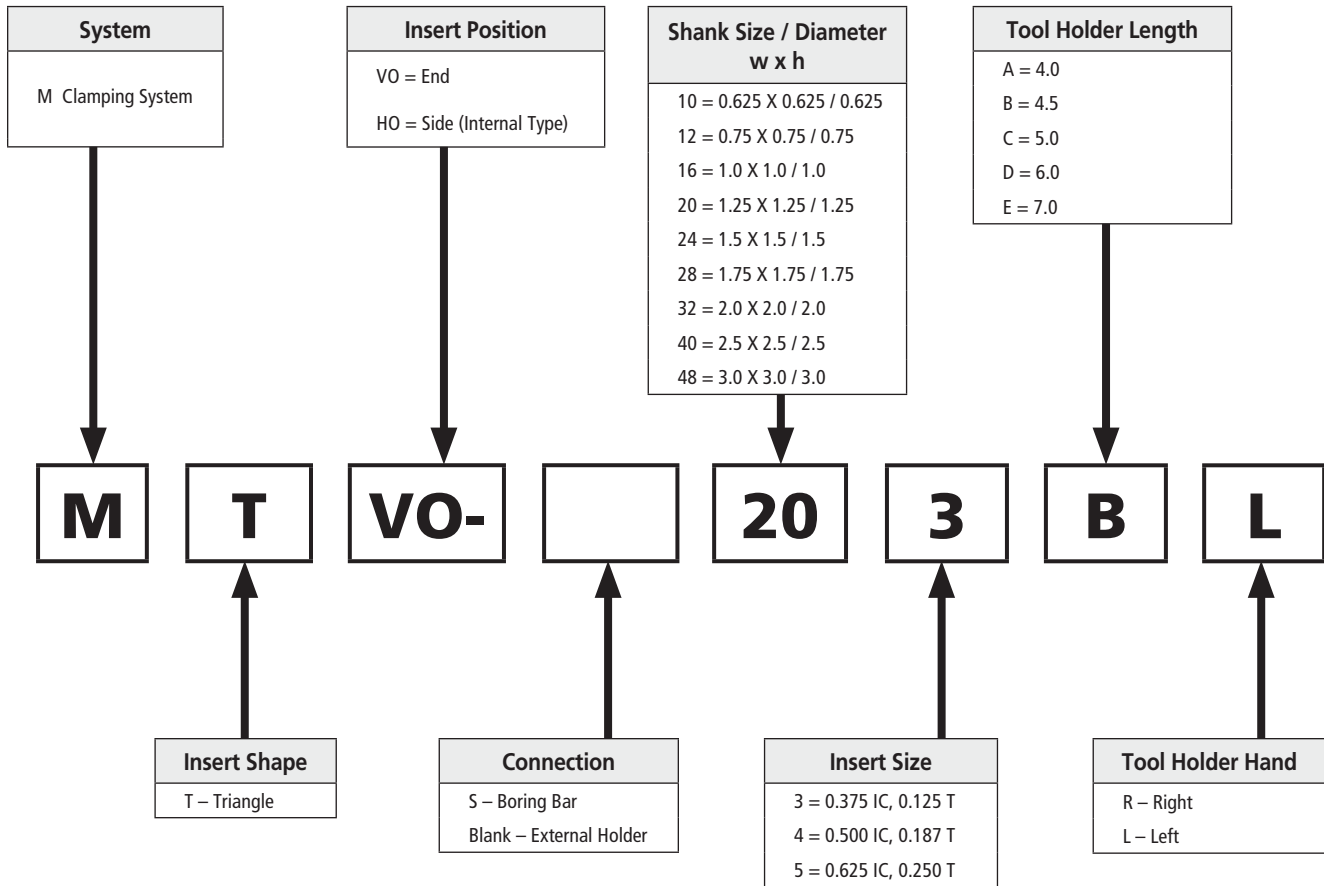 System
M Clamping System
Insert Position
VO = End
HO = Side (Internal Type)
Shank Size / Diameter
w x h
10 = 0.625 X 0.625 / 0.625
12 = 0.75 X 0.75 / 0.75
16 = 1.0 X 1.0 / 1.0
20 = 1.25 X 1.25 / 1.25
24 = 1.5 X 1.5 / 1.5
28 = 1.75 X 1.75 / 1.75
32 = 2.0 X 2.0 / 2.0
40 = 2.5 X 2.5 / 2.5
48 = 3.0 X 3.0 / 3.0
Tool Holder Length
A = 4.0
B = 4.5
C = 5.0
D = 6.0
E = 7.0
M T VO- 20 3 B L
Insert Shape
T – Triangle
Connection
S – Boring Bar
Blank – External Holder
Insert Size
3 = 0.375 IC, 0.125 T
4 = 0.500 IC, 0.187 T
5 = 0.625 IC, 0.250 T
Tool Holder Hand
R – Right
L – Left